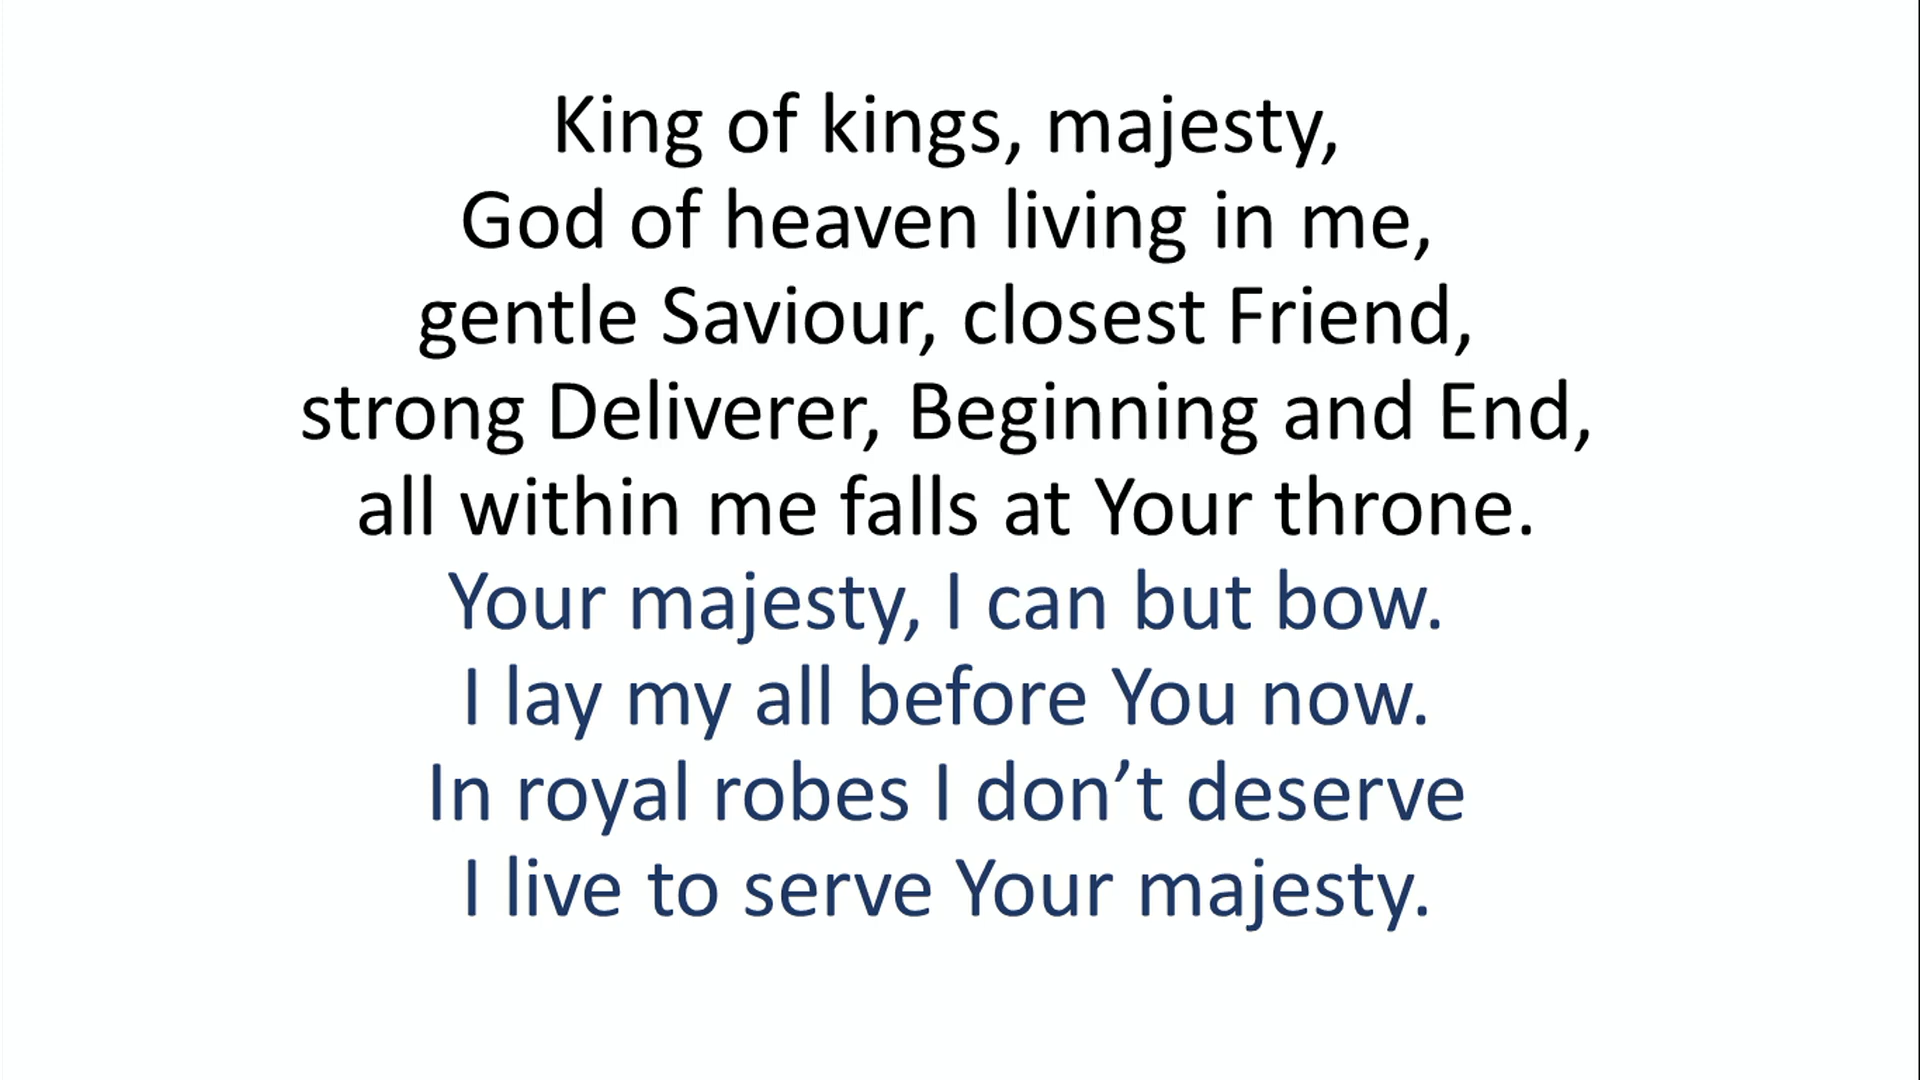 King of kings, majesty,
God of heaven living in me,
gentle Saviour, closest Friend,
strong Deliverer, Beginning and End,
all within me falls at Your throne.
Your majesty, I can but bow.
I lay my all before You now.
In royal robes I don’t deserve
I live to serve Your majesty.